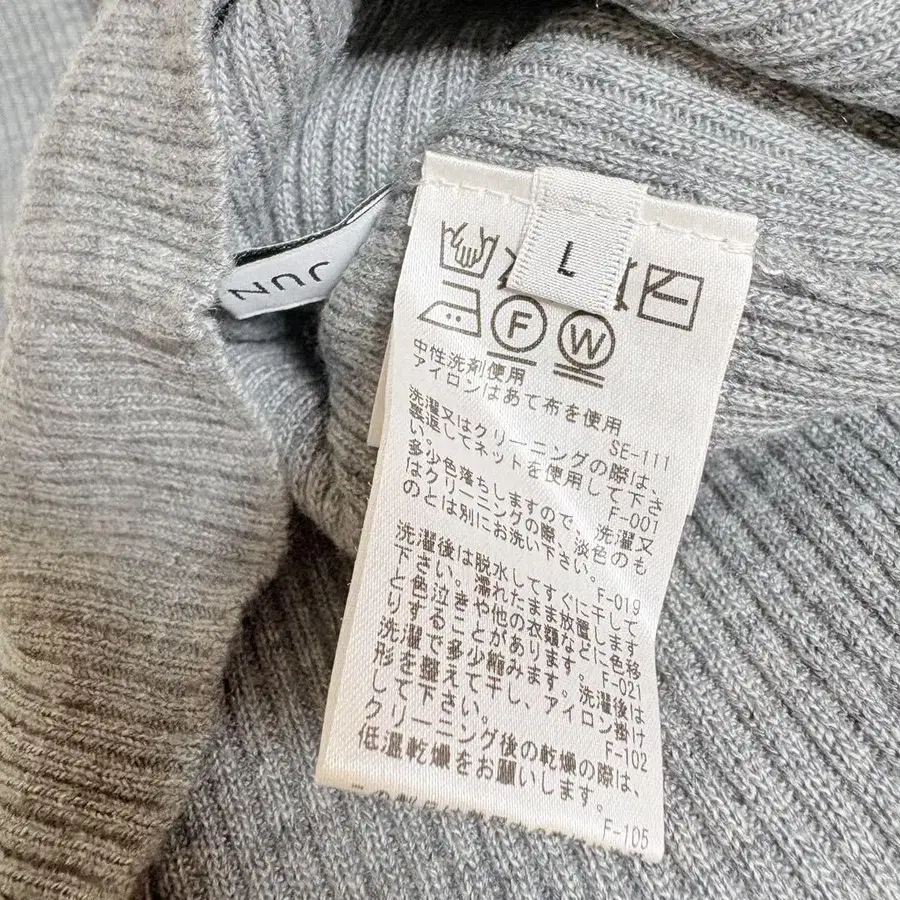 JUN
L
F W
中性洗剤使用
アイロンはあて布を使用
SE-111
洗濯又はクリーニングの際は、
裏返してネットを使用して下さ
い。
F-001
多少色落ちしますので、洗濯又
はクリーニングの際、淡色のも
のとは別にお洗い下さい。
F-019
洗濯後は脱水してすぐに干して
下さい。濡れたまま放置します
と色泣きや他の衣類などに色移
りすることがあります。
F-021
洗濯で多少縮みます。洗濯後は
形を整えて干し、アイロン掛け
して下さい。
F-102
クリーニング後の乾燥の際は、
低温乾燥をお願いします。
F-105